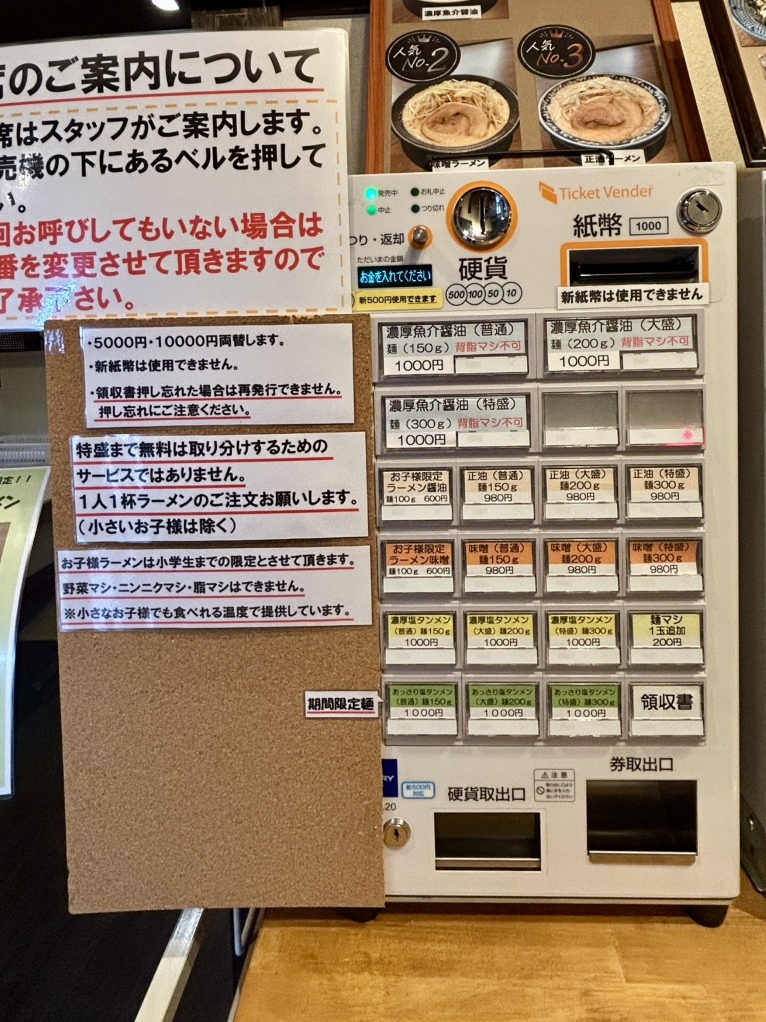 濃厚魚介醤油
人気
No.2
人気
No.3
味噌ラーメン
正油ラーメン
のご案内について
席はスタッフがご案内します。
売機の下にあるベルを押して
い。
回お呼びしてもいない場合は
番を変更させて頂きますので
了承下さい。
発売中
お札中止
中止
つり切れ
Ticket Vender
つり・返却
ただいまの金額
お金を入れてください
新500円使用できます
硬貨
500 100 50 10
紙幣 1000
新紙幣は使用できません
・5000円・10000円両替します。
・新紙幣は使用できません。
・領収書押し忘れた場合は再発行できません。
押し忘れにご注意ください。
特盛まで無料は取り分けするための
サービスではありません。
1人1杯ラーメンのご注文お願いします。
(小さいお子様は除く)
お子様ラーメンは小学生までの限定とさせて頂きます。
野菜マシ・ニンニクマシ・脂マシはできません。
※小さなお子様でも食べれる温度で提供しています。
期間限定麺
濃厚魚介醤油(普通)
麺(150g)背脂マシ不可
1000円
濃厚魚介醤油(大盛)
麺(200g)背脂マシ不可
1000円
濃厚魚介醤油(特盛)
麺(300g)背脂マシ不可
1000円
お子様限定
ラーメン醤油
麺100g 600円
正油(普通)
麺150g
980円
正油(大盛)
麺200g
980円
正油(特盛)
麺300g
980円
お子様限定
ラーメン味噌
麺100g 600円
味噌(普通)
麺150g
980円
味噌(大盛)
麺200g
980円
味噌(特盛)
麺300g
980円
濃厚塩タンメン
(普通)麺150g
1000円
濃厚塩タンメン
(大盛)麺200g
1000円
濃厚塩タンメン
(特盛)麺300g
1000円
麺マシ
1玉追加
200円
あっさり塩タンメン
(普通)麺150g
1000円
あっさり塩タンメン
(大盛)麺200g
1000円
あっさり塩タンメン
(特盛)麺300g
1000円
領収書
新500円
対応
硬貨取出口
注意
券取出口